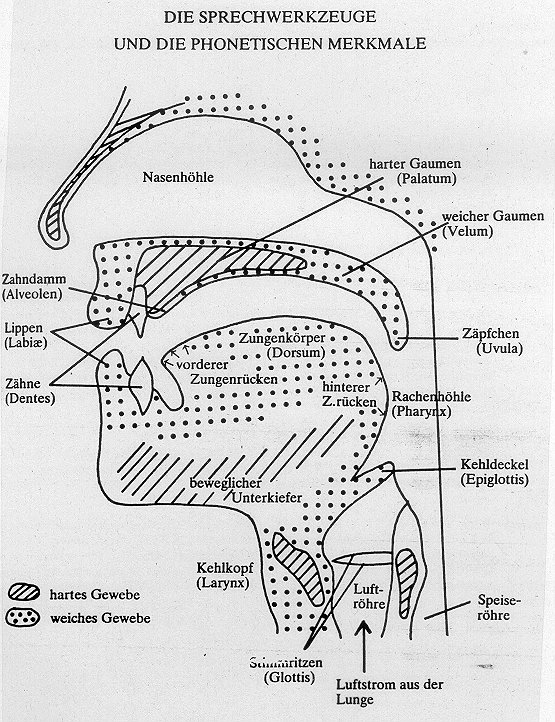 DIE SPRECHWERKZEUGE
UND DIE PHONETISCHEN MERKMALE
harter Gaumen
(Palatum)
Nasenhöhle
weicher Gaumen
(Velum)
Zahndamm
(Alveolen)
Lippen
(Labiæ)
Zungenkörper
(Dorsum)
Zäpfchen
(Uvula)
vorderer
Zungenrücken
Zähne
(Dentes)
hinterer
Z.rücken
Rachenhöhle
(Pharynx)
Kehldeckel
(Epiglottis)
beweglicher
Unterkiefer
Kehlkopf
(Larynx)
hartes Gewebe
weiches Gewebe
Luft-
röhre
Speise-
röhre
Stimmritzen
(Glottis)
Luftstrom aus der
Lunge